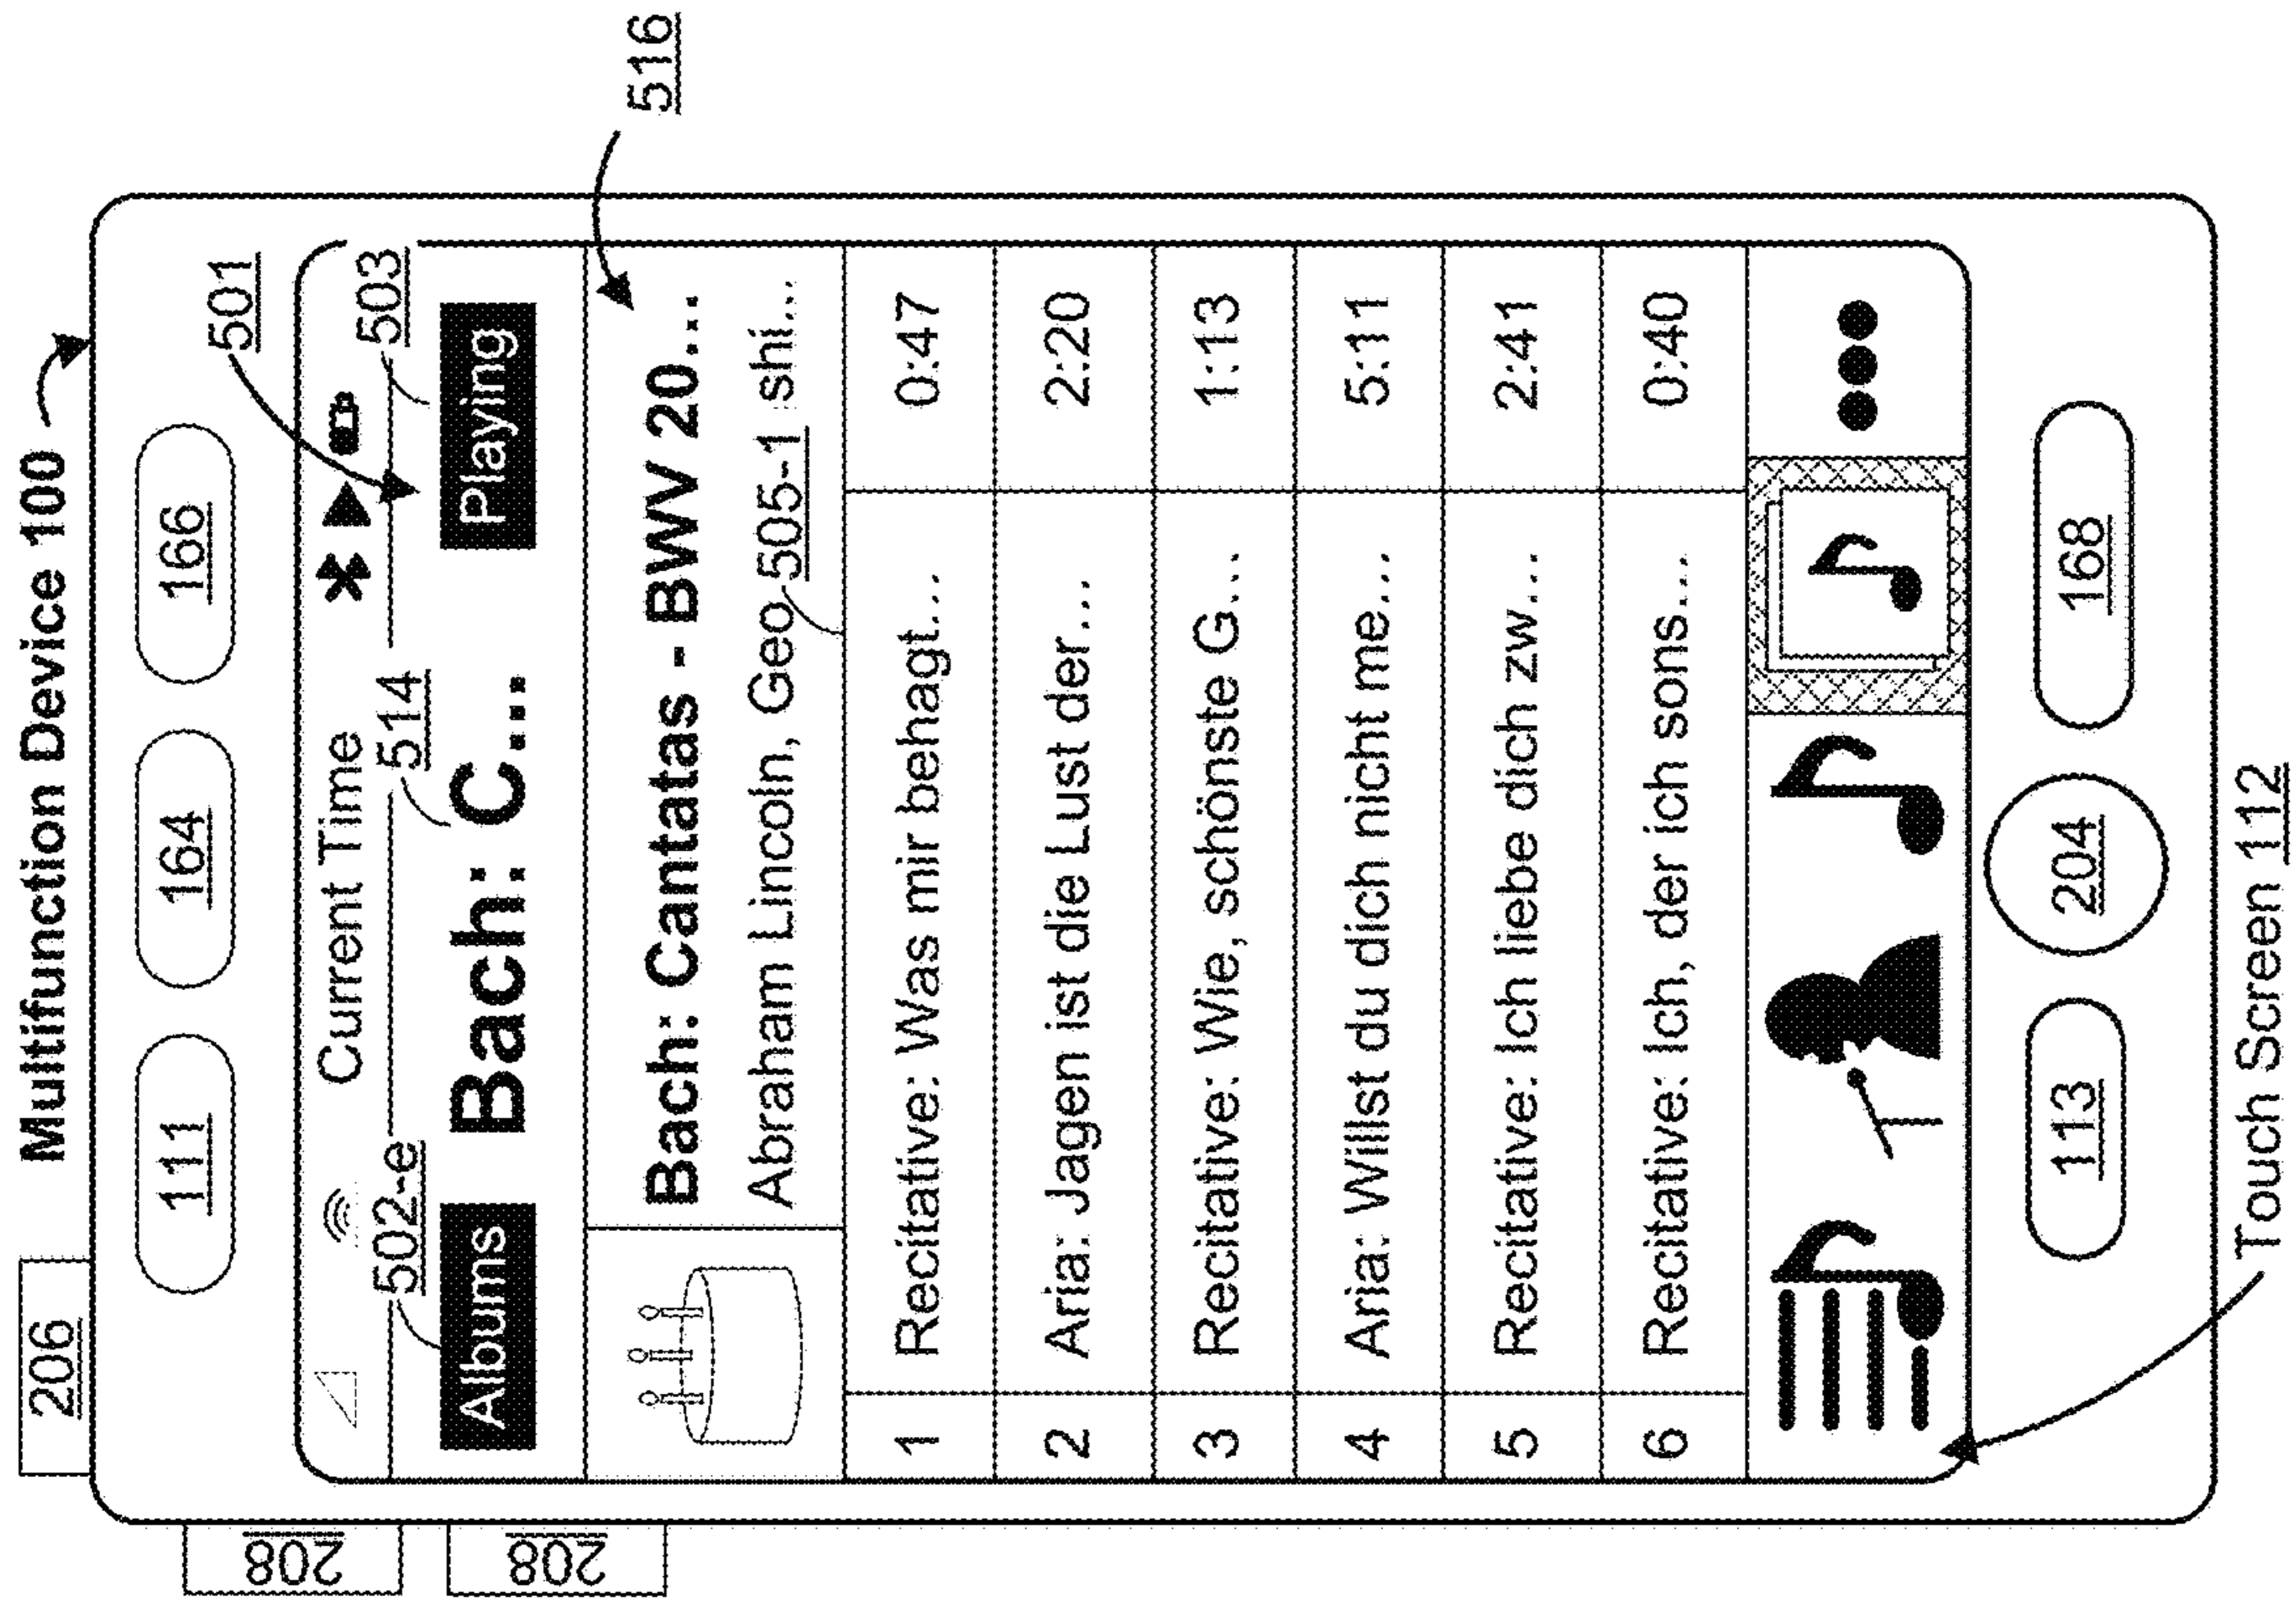 Multifunction Device 100
206
208
208
111 164 166
501
Current Time
502-e 514 503
Albums Bach: C... Playing
516
Bach: Cantatas - BWV 20...
Abraham Lincoln, Geo 505-1 shi...
1 Recitative: Was mir behagt... 0:47
2 Aria: Jagen ist die Lust der... 2:20
3 Recitative: Wie, schönste G... 1:13
4 Aria: Willst du dich nicht me... 5:11
5 Recitative: Ich liebe dich zw... 2:41
6 Recitative: Ich, der ich sons... 0:40
113 204 168
Touch Screen 112